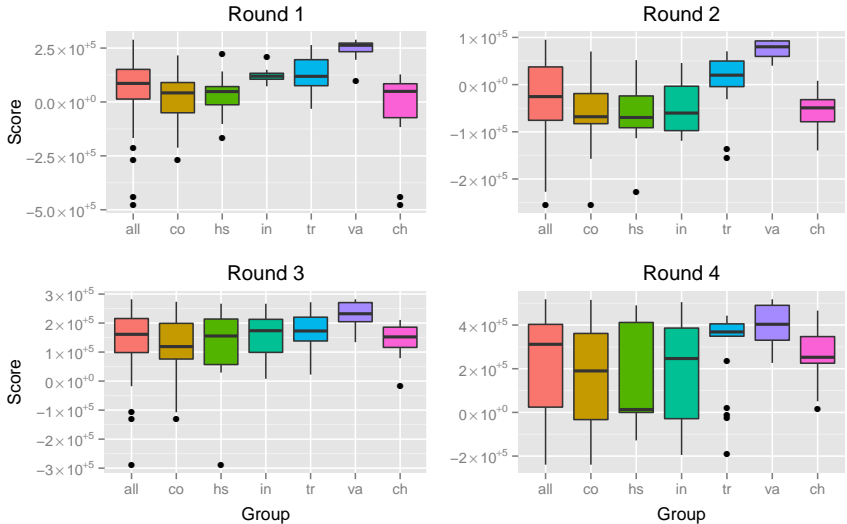 Round 1
Score
2.5×10⁺⁵
0.0×10⁺⁰
−2.5×10⁺⁵
−5.0×10⁺⁵
all co hs in tr va ch
Round 2
1×10⁺⁵
0×10⁺⁰
−1×10⁺⁵
−2×10⁺⁵
all co hs in tr va ch
Round 3
Score
3×10⁺⁵
2×10⁺⁵
1×10⁺⁵
0×10⁺⁰
−1×10⁺⁵
−2×10⁺⁵
−3×10⁺⁵
all co hs in tr va ch
Group
Round 4
4×10⁺⁵
2×10⁺⁵
0×10⁺⁰
−2×10⁺⁵
all co hs in tr va ch
Group